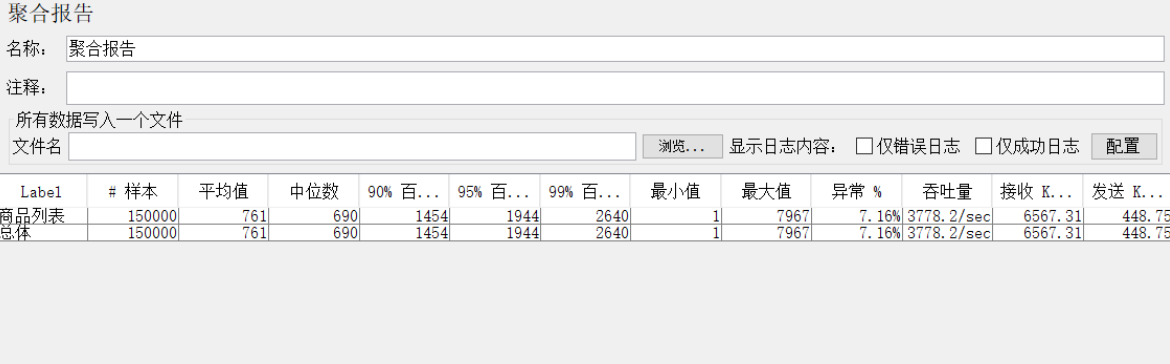 聚合报告
名称： 聚合报告
注释：
所有数据写入一个文件
文件名 浏览... 显示日志内容： 仅错误日志 仅成功日志 配置
Label # 样本 平均值 中位数 90% 百... 95% 百... 99% 百... 最小值 最大值 异常 % 吞吐量 接收 K... 发送 K...
商品列表 150000 761 690 1454 1944 2640 1 7967 7.16% 3778.2/sec 6567.31 448.75
总体 150000 761 690 1454 1944 2640 1 7967 7.16% 3778.2/sec 6567.31 448.75